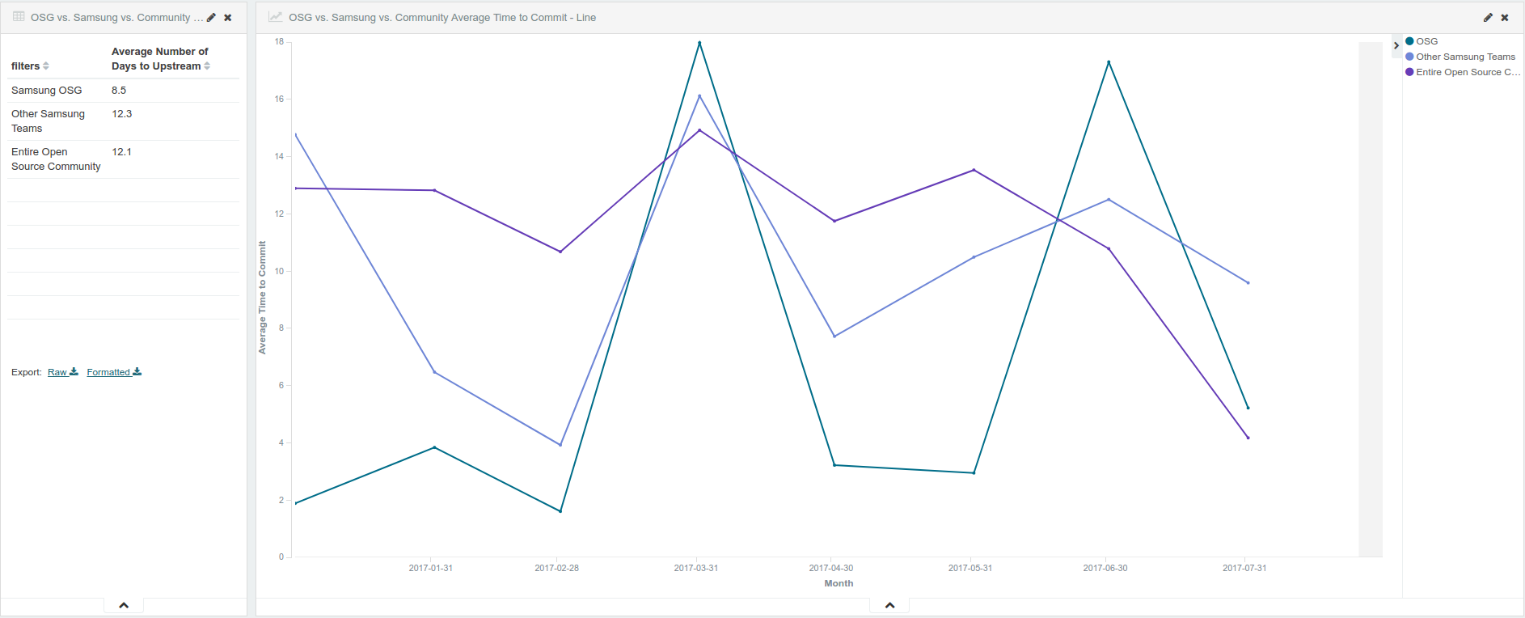 OSG vs. Samsung vs. Community ...
filters
Average Number of
Days to Upstream
Samsung OSG 8.5
Other Samsung
Teams
12.3
Entire Open
Source Community
12.1
Export: Raw Formatted
OSG vs. Samsung vs. Community Average Time to Commit - Line
18
16
14
12
10
8
6
4
2
0
Average Time to Commit
2017-01-31 2017-02-28 2017-03-31 2017-04-30 2017-05-31 2017-06-30 2017-07-31
Month
OSG
Other Samsung Teams
Entire Open Source C...